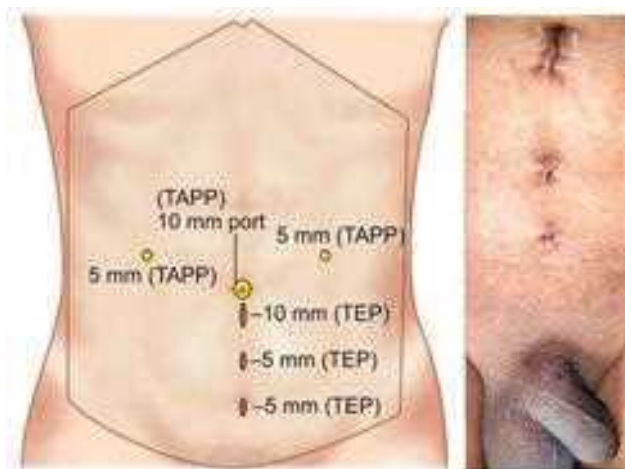 (TAPP)
10 mm port
5 mm (TAPP)
5 mm (TAPP)
–10 mm (TEP)
–5 mm (TEP)
–5 mm (TEP)